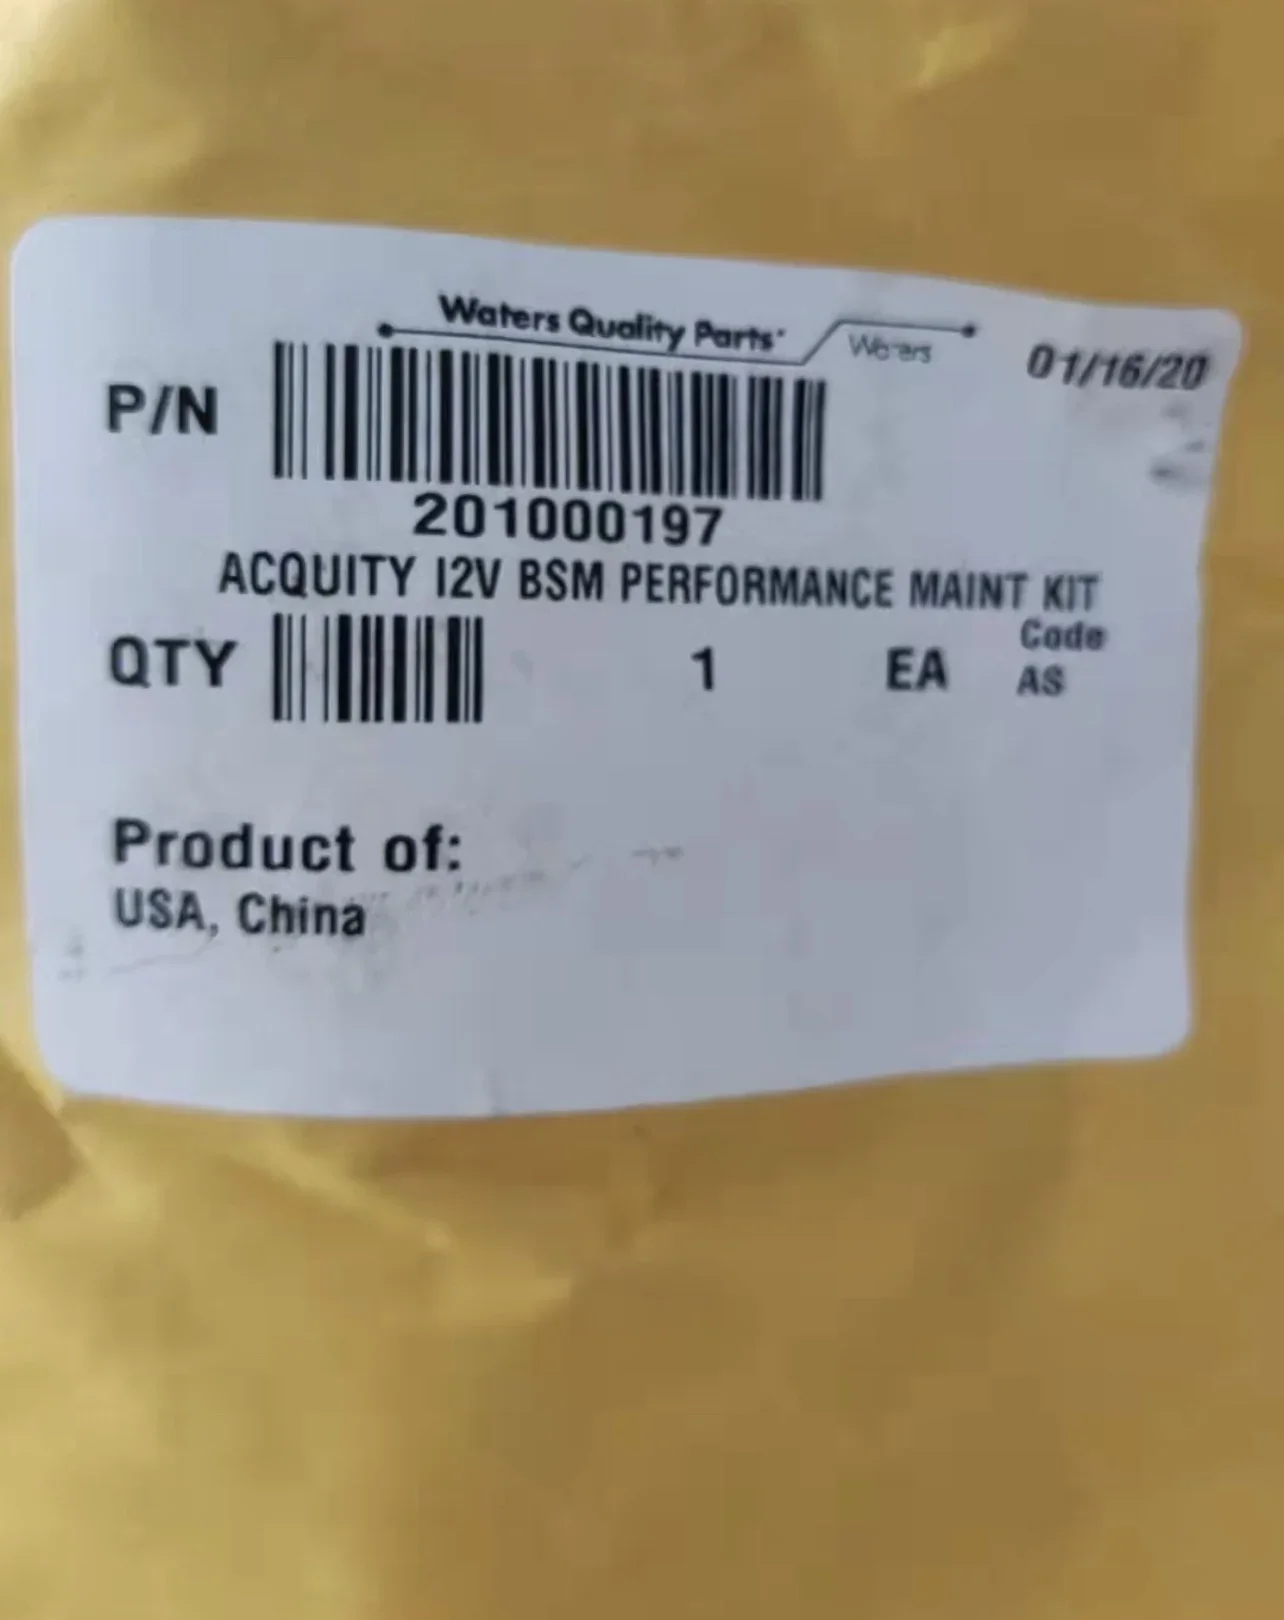 Waters Quality Parts
Waters
01/16/20
P/N
201000197
ACQUITY I2V BSM PERFORMANCE MAINT KIT
QTY 1 EA Code
AS
Product of:
USA, China